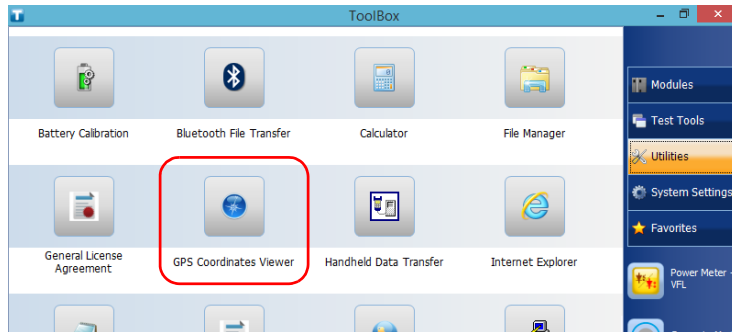 ToolBox
Battery Calibration
Bluetooth File Transfer
Calculator
File Manager
General License
Agreement
GPS Coordinates Viewer
Handheld Data Transfer
Internet Explorer
Modules
Test Tools
Utilities
System Settings
Favorites
Power Meter -
VFL